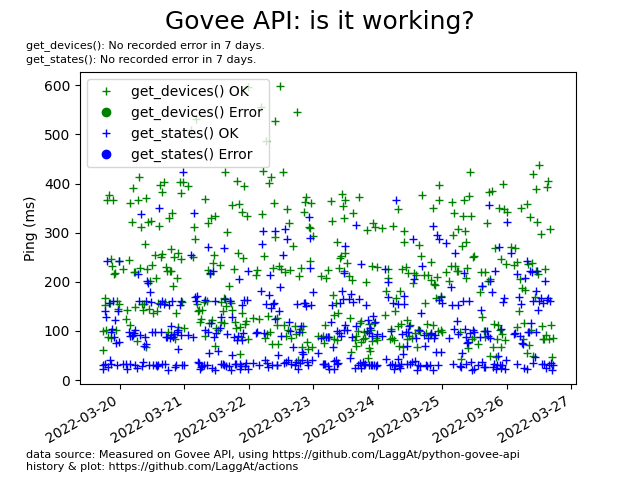 Govee API: is it working?
get_devices(): No recorded error in 7 days.
get_states(): No recorded error in 7 days.
600
500
400
300
200
100
0
Ping (ms)
get_devices() OK
get_devices() Error
get_states() OK
get_states() Error
2022-03-20
2022-03-21
2022-03-22
2022-03-23
2022-03-24
2022-03-25
2022-03-26
2022-03-27
data source: Measured on Govee API, using https://github.com/LaggAt/python-govee-api
history & plot: https://github.com/LaggAt/actions